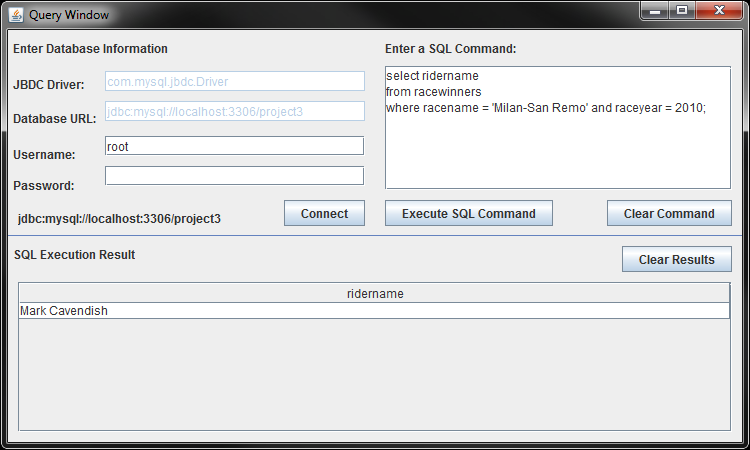 Query Window
Enter Database Information
JBDC Driver:
com.mysql.jbdc.Driver
Database URL:
jdbc:mysql://localhost:3306/project3
Username:
root
Password:
jdbc:mysql://localhost:3306/project3
Connect
Enter a SQL Command:
select ridername
from racewinners
where racename = 'Milan-San Remo' and raceyear = 2010;
Execute SQL Command
Clear Command
SQL Execution Result
Clear Results
ridername
Mark Cavendish